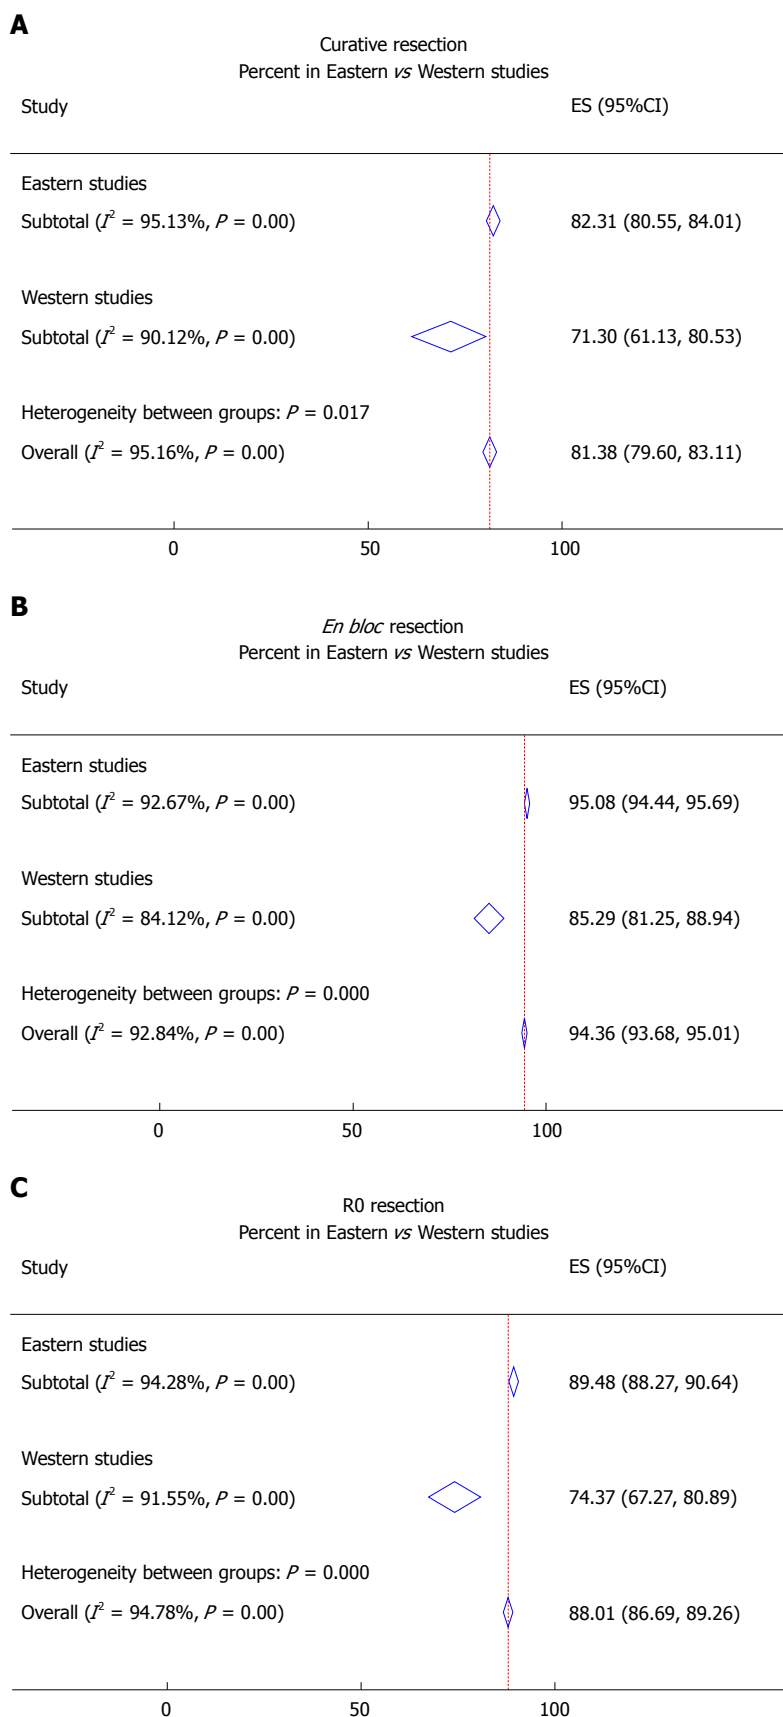 A
Curative resection
Percent in Eastern vs Western studies
Study ES (95%CI)
Eastern studies
Subtotal (I² = 95.13%, P = 0.00) 82.31 (80.55, 84.01)
Western studies
Subtotal (I² = 90.12%, P = 0.00) 71.30 (61.13, 80.53)
Heterogeneity between groups: P = 0.017
Overall (I² = 95.16%, P = 0.00) 81.38 (79.60, 83.11)
0 50 100
B
En bloc resection
Percent in Eastern vs Western studies
Study ES (95%CI)
Eastern studies
Subtotal (I² = 92.67%, P = 0.00) 95.08 (94.44, 95.69)
Western studies
Subtotal (I² = 84.12%, P = 0.00) 85.29 (81.25, 88.94)
Heterogeneity between groups: P = 0.000
Overall (I² = 92.84%, P = 0.00) 94.36 (93.68, 95.01)
0 50 100
C
R0 resection
Percent in Eastern vs Western studies
Study ES (95%CI)
Eastern studies
Subtotal (I² = 94.28%, P = 0.00) 89.48 (88.27, 90.64)
Western studies
Subtotal (I² = 91.55%, P = 0.00) 74.37 (67.27, 80.89)
Heterogeneity between groups: P = 0.000
Overall (I² = 94.78%, P = 0.00) 88.01 (86.69, 89.26)
0 50 100